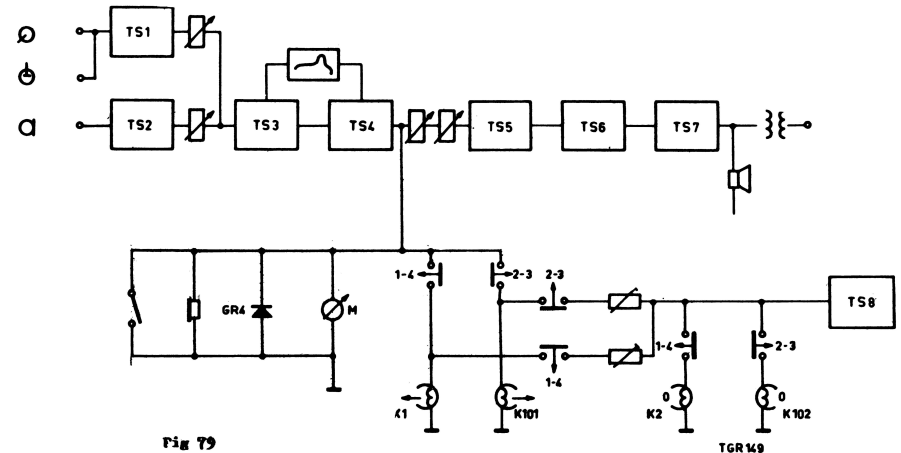 TS1
TS2
TS3
TS4
TS5
TS6
TS7
1-4
2-3
2-3
GR4
M
TS8
1-4
2-3
1-4
K1
K101
0
K2
0
K102
Fig 79
TGR149